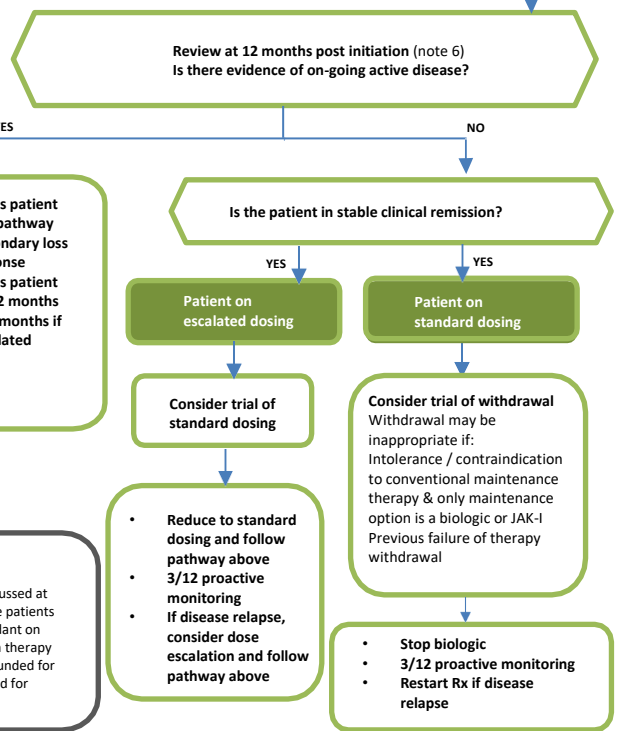 Review at 12 months post initiation (note 6)
Is there evidence of on-going active disease?
NO
s patient
pathway
ndary loss
onse
s patient
2 months
months if
lated
Is the patient in stable clinical remission?
YES
YES
Patient on
escalated dosing
Patient on
standard dosing
Consider trial of
standard dosing
Consider trial of withdrawal
Withdrawal may be
inappropriate if:
Intolerance / contraindication
to conventional maintenance
therapy & only maintenance
option is a biologic or JAK-I
Previous failure of therapy
withdrawal
• Reduce to standard
dosing and follow
pathway above
• 3/12 proactive
monitoring
• If disease relapse,
consider dose
escalation and follow
pathway above
ussed at
e patients
lant on
therapy
unded for
d for
• Stop biologic
• 3/12 proactive monitoring
• Restart Rx if disease
relapse